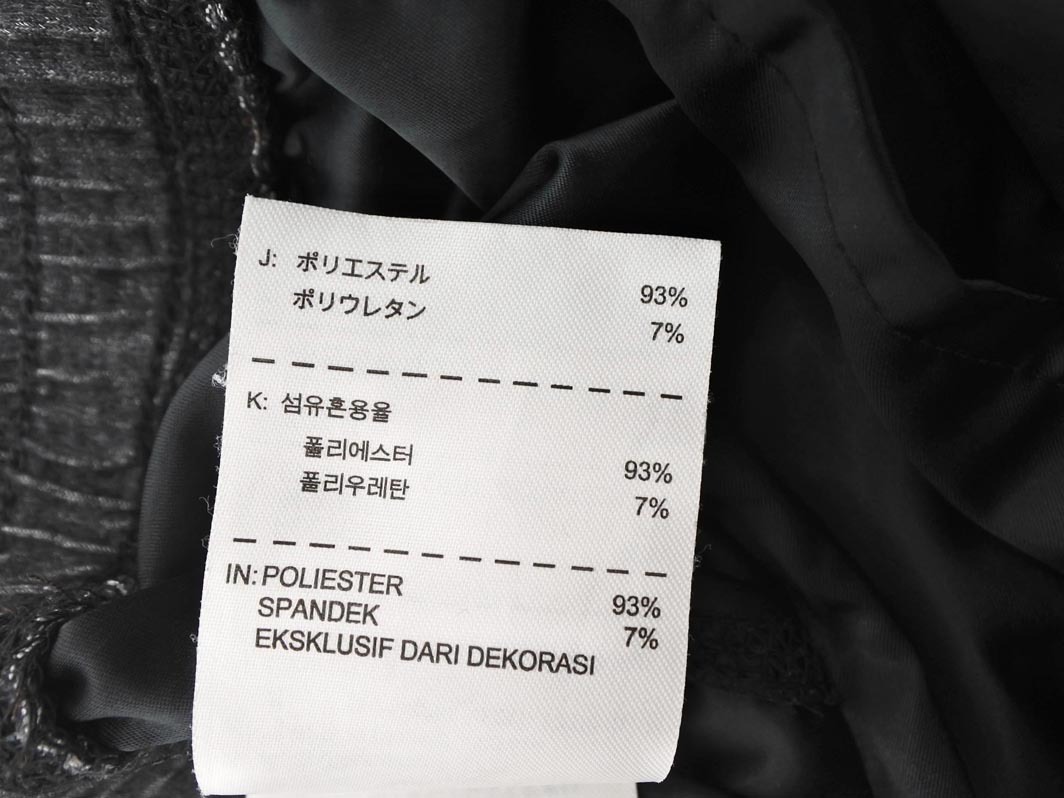 J: ポリエステル 93%
ポリウレタン 7%
K: 섬유혼용율
폴리에스터 93%
폴리우레탄 7%
IN: POLIESTER 93%
SPANDEK 7%
EKSKLUSIF DARI DEKORASI